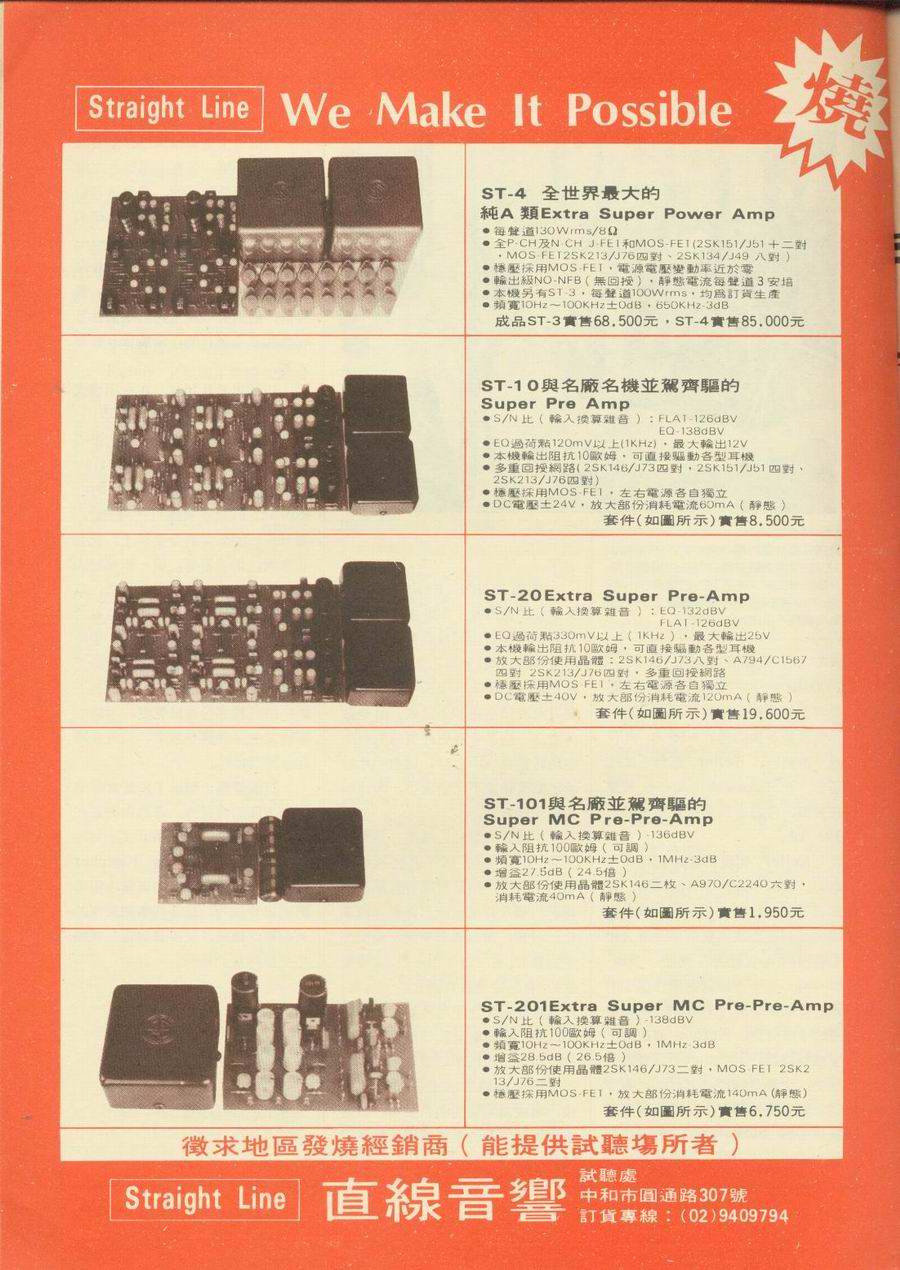 Straight Line We Make It Possible
燒
ST-4 全世界最大的
純A 類Extra Super Power Amp
●每聲道130Wrms/8Ω
●全P-CH及N-CH J-FET和MOS-FET(2SK151/J51十二對
，MOS-FET2SK213/J76四對、2SK134/J49 八對)
●穩壓採用MOS-FET，電源電壓變動率近於零
●輸出級NO-NFB(無回授)，靜態電流每聲道3安培
●本機另有ST-3，每聲道100Wrms，均爲訂貨生產
●頻寬10Hz～100KHz±0dB，650KHz-3dB
成品ST-3實售68.500元，ST-4實售85.000元
ST-10與名廠名機並駕齊驅的
Super Pre Amp
●S/N比(輸入換算雜音)：FLAT-126dBV
EQ-138dBV
●EQ過荷點120mV以上(1KHz)，最大輸出12V
●本機輸出阻抗10歐姆，可直接驅動各型耳機
●多重回授網路(2SK146/J73四對，2SK151/J51四對、
2SK213/J76四對)
●穩壓採用MOS-FET，左右電源各自獨立
●DC電壓±24V，放大部份消耗電流60mA(靜態)
套件(如圖所示)實售8.500元
ST-20Extra Super Pre-Amp
●S/N比(輸入換算雜音)：EQ-132dBV
FLAT-126dBV
●EQ過荷點330mV以上(1KHz)，最大輸出25V
●本機輸出阻抗10歐姆，可直接驅動各型耳機
●放大部份使用晶體：2SK146/J73八對、A794/C1567
四對 2SK213/J76四對，多重回授網路
●穩壓採用MOS-FET，左右電源各自獨立
●DC電壓±40V，放大部份消耗電流120mA(靜態)
套件(如圖所示)實售19.600元
ST-101與名廠並駕齊驅的
Super MC Pre-Pre-Amp
●S/N比(輸入換算雜音)-136dBV
●輸入阻抗100歐姆(可調)
●頻寬10Hz～100KHz±0dB，1MHz-3dB
●增益27.5dB(24.5倍)
●放大部份使用晶體2SK146二枚、A970/C2240六對，
消耗電流40mA(靜態)
套件(如圖所示)實售1.950元
ST-201Extra Super MC Pre-Pre-Amp
●S/N比(輸入換算雜音)-138dBV
●輸入阻抗100歐姆(可調)
●頻寬10Hz～100KHz±0dB，1MHz-3dB
●增益28.5dB(26.5倍)
●放大部份使用晶體2SK146/J73二對，MOS-FET 2SK2
13/J76二對
●穩壓採用MOS-FET，放大部份消耗電流140mA(靜態)
套件(如圖所示)實售6.750元
徵求地區發燒經銷商(能提供試聽場所者)
Straight Line 直線音響
試聽處
中和市圓通路307號
訂貨專線：(02)9409794